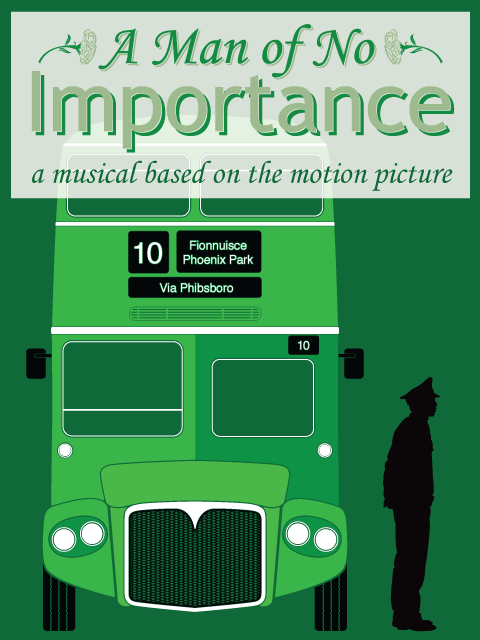 A Man of No
Importance
a musical based on the motion picture
10
Fionnuisce
Phoenix Park
Via Phibsboro
10